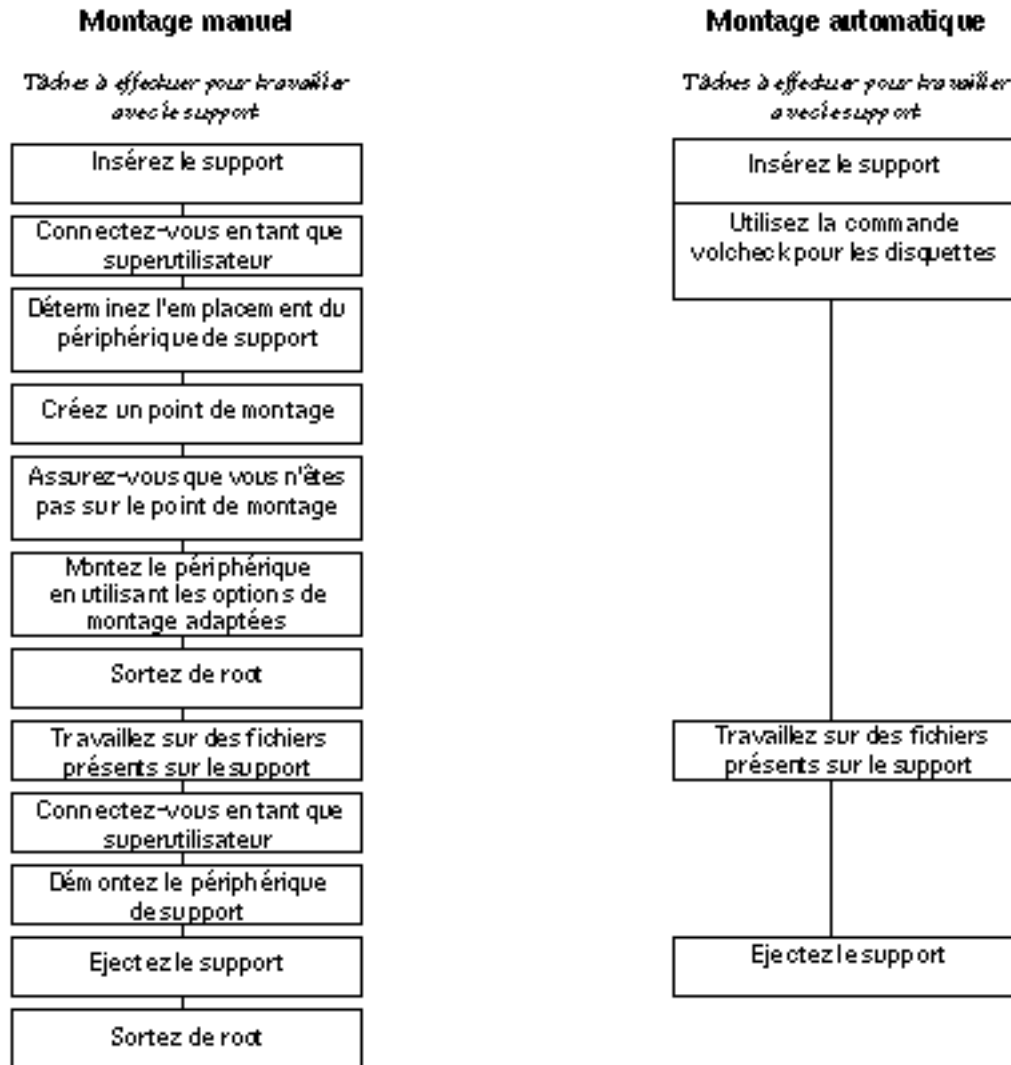 Montage manuel
Tâches à effectuer pour travailler
avec le support
Insérez le support
Connectez-vous en tant que
superutilisateur
Déterminez l'emplacement du
périphérique de support
Créez un point de montage
Assurez-vous que vous n'êtes
pas sur le point de montage
Montez le périphérique
en utilisant les options de
montage adaptées
Sortez de root
Travaillez sur des fichiers
présents sur le support
Connectez-vous en tant que
superutilisateur
Démontez le périphérique
de support
Ejectez le support
Sortez de root
Montage automatique
Tâches à effectuer pour travailler
avec le support
Insérez le support
Utilisez la commande
volcheck pour les disquettes
Travaillez sur des fichiers
présents sur le support
Ejectez le support